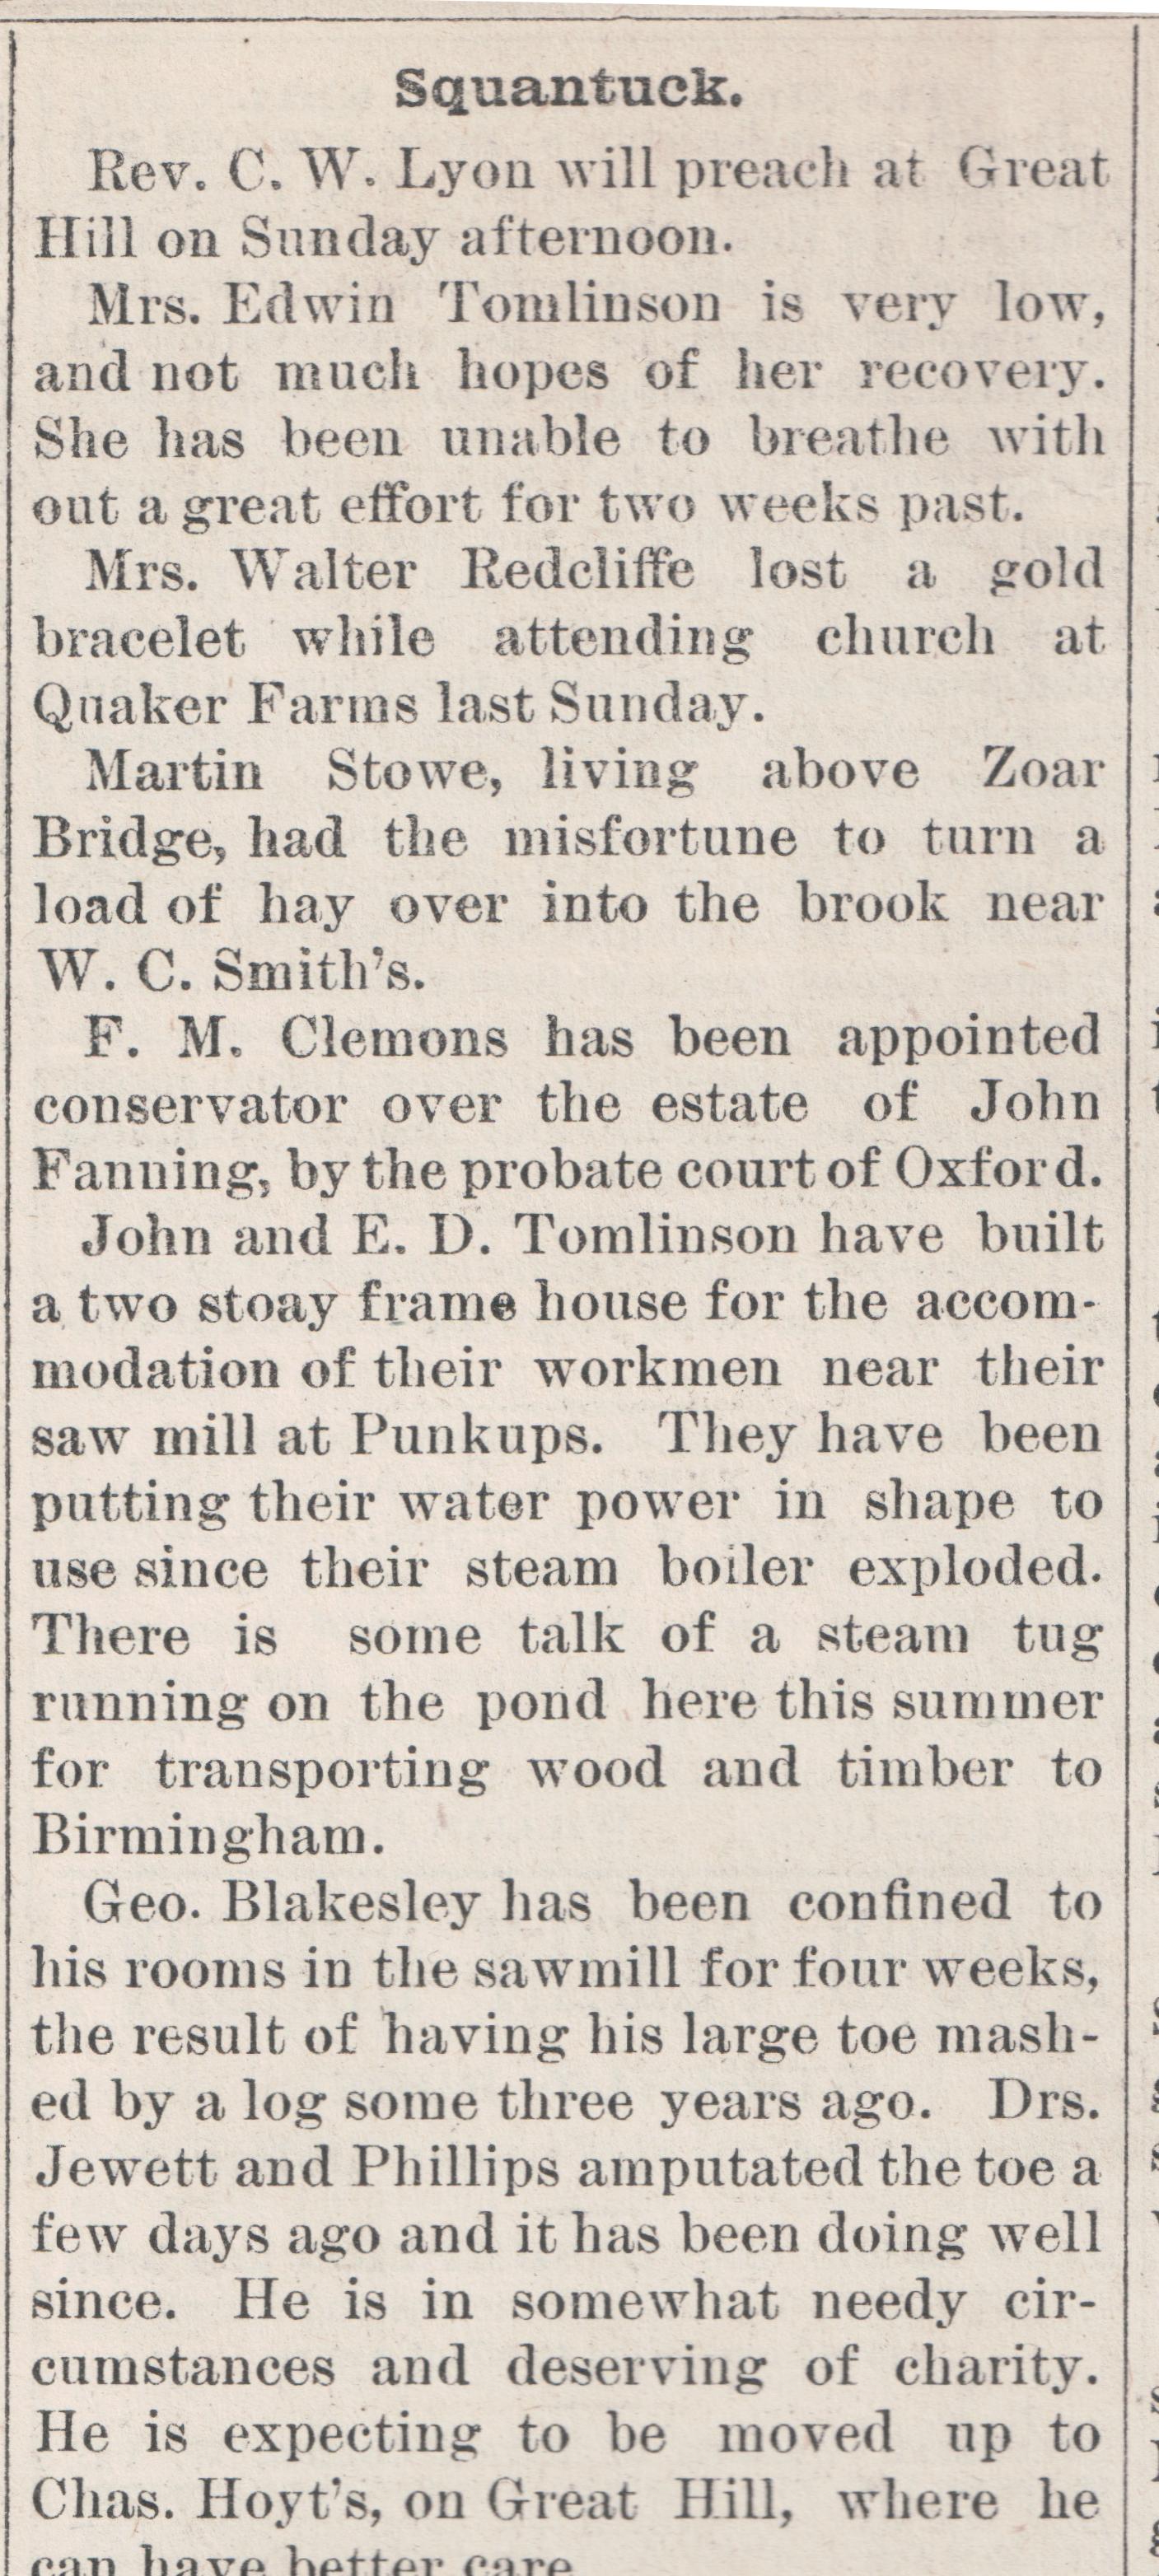 Squantuck.
Rev. C. W. Lyon will preach at Great
Hill on Sunday afternoon.
Mrs. Edwin Tomlinson is very low,
and not much hopes of her recovery.
She has been unable to breathe with
out a great effort for two weeks past.
Mrs. Walter Redcliffe lost a gold
bracelet while attending church at
Quaker Farms last Sunday.
Martin Stowe, living above Zoar
Bridge, had the misfortune to turn a
load of hay over into the brook near
W. C. Smith's.
F. M. Clemons has been appointed
conservator over the estate of John
Fanning, by the probate court of Oxford.
John and E. D. Tomlinson have built
a two stoay frame house for the accom-
modation of their workmen near their
saw mill at Punkups. They have been
putting their water power in shape to
use since their steam boiler exploded.
There is some talk of a steam tug
running on the pond here this summer
for transporting wood and timber to
Birmingham.
Geo. Blakesley has been confined to
his rooms in the sawmill for four weeks,
the result of having his large toe mash-
ed by a log some three years ago. Drs.
Jewett and Phillips amputated the toe a
few days ago and it has been doing well
since. He is in somewhat needy cir-
cumstances and deserving of charity.
He is expecting to be moved up to
Chas. Hoyt's, on Great Hill, where he
can have better care